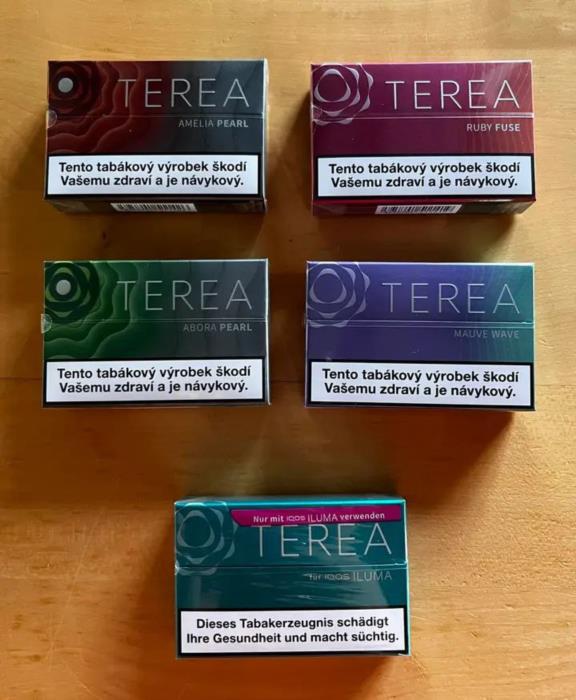 TEREA
AMELIA PEARL
Tento tabákový výrobek škodí
Vašemu zdraví a je návykový.
TEREA
RUBY FUSE
Tento tabákový výrobek škodí
Vašemu zdraví a je návykový.
TEREA
ABORA PEARL
Tento tabákový výrobek škodí
Vašemu zdraví a je návykový.
TEREA
MAUVE WAVE
Tento tabákový výrobek škodí
Vašemu zdraví a je návykový.
Nur mit IQOS ILUMA verwenden
TEREA
für IQOS ILUMA
Dieses Tabakerzeugnis schädigt
Ihre Gesundheit und macht süchtig.